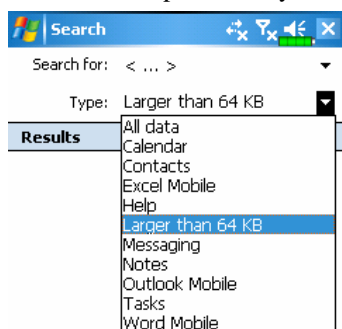 Search
Search for: < ... >
Type: Larger than 64 KB
Results
All data
Calendar
Contacts
Excel Mobile
Help
Larger than 64 KB
Messaging
Notes
Outlook Mobile
Tasks
Word Mobile